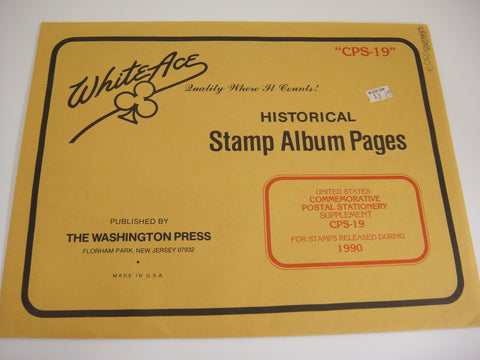 "CPS-19"
White Ace
Quality Where It Counts!
HISTORICAL
Stamp Album Pages
UNITED STATES
COMMEMORATIVE
POSTAL STATIONERY
SUPPLEMENT
CPS-19
FOR STAMPS RELEASED DURING
1990
PUBLISHED BY
THE WASHINGTON PRESS
FLORHAM PARK, NEW JERSEY 07932
MADE IN U.S.A.